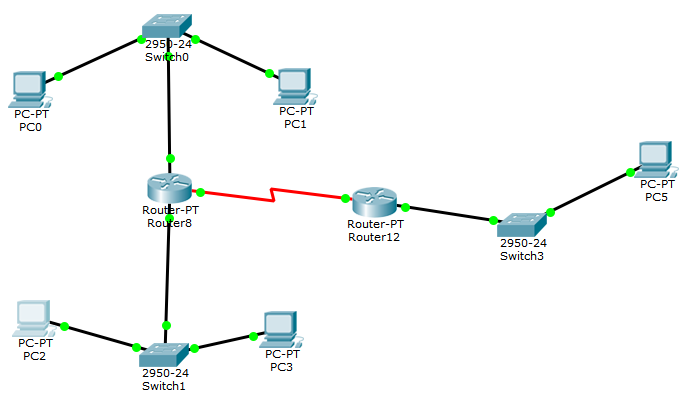 2950-24
Switch0
PC-PT
PC0
PC-PT
PC1
Router-PT
Router8
Router-PT
Router12
PC-PT
PC5
2950-24
Switch3
PC-PT
PC2
2950-24
Switch1
PC-PT
PC3